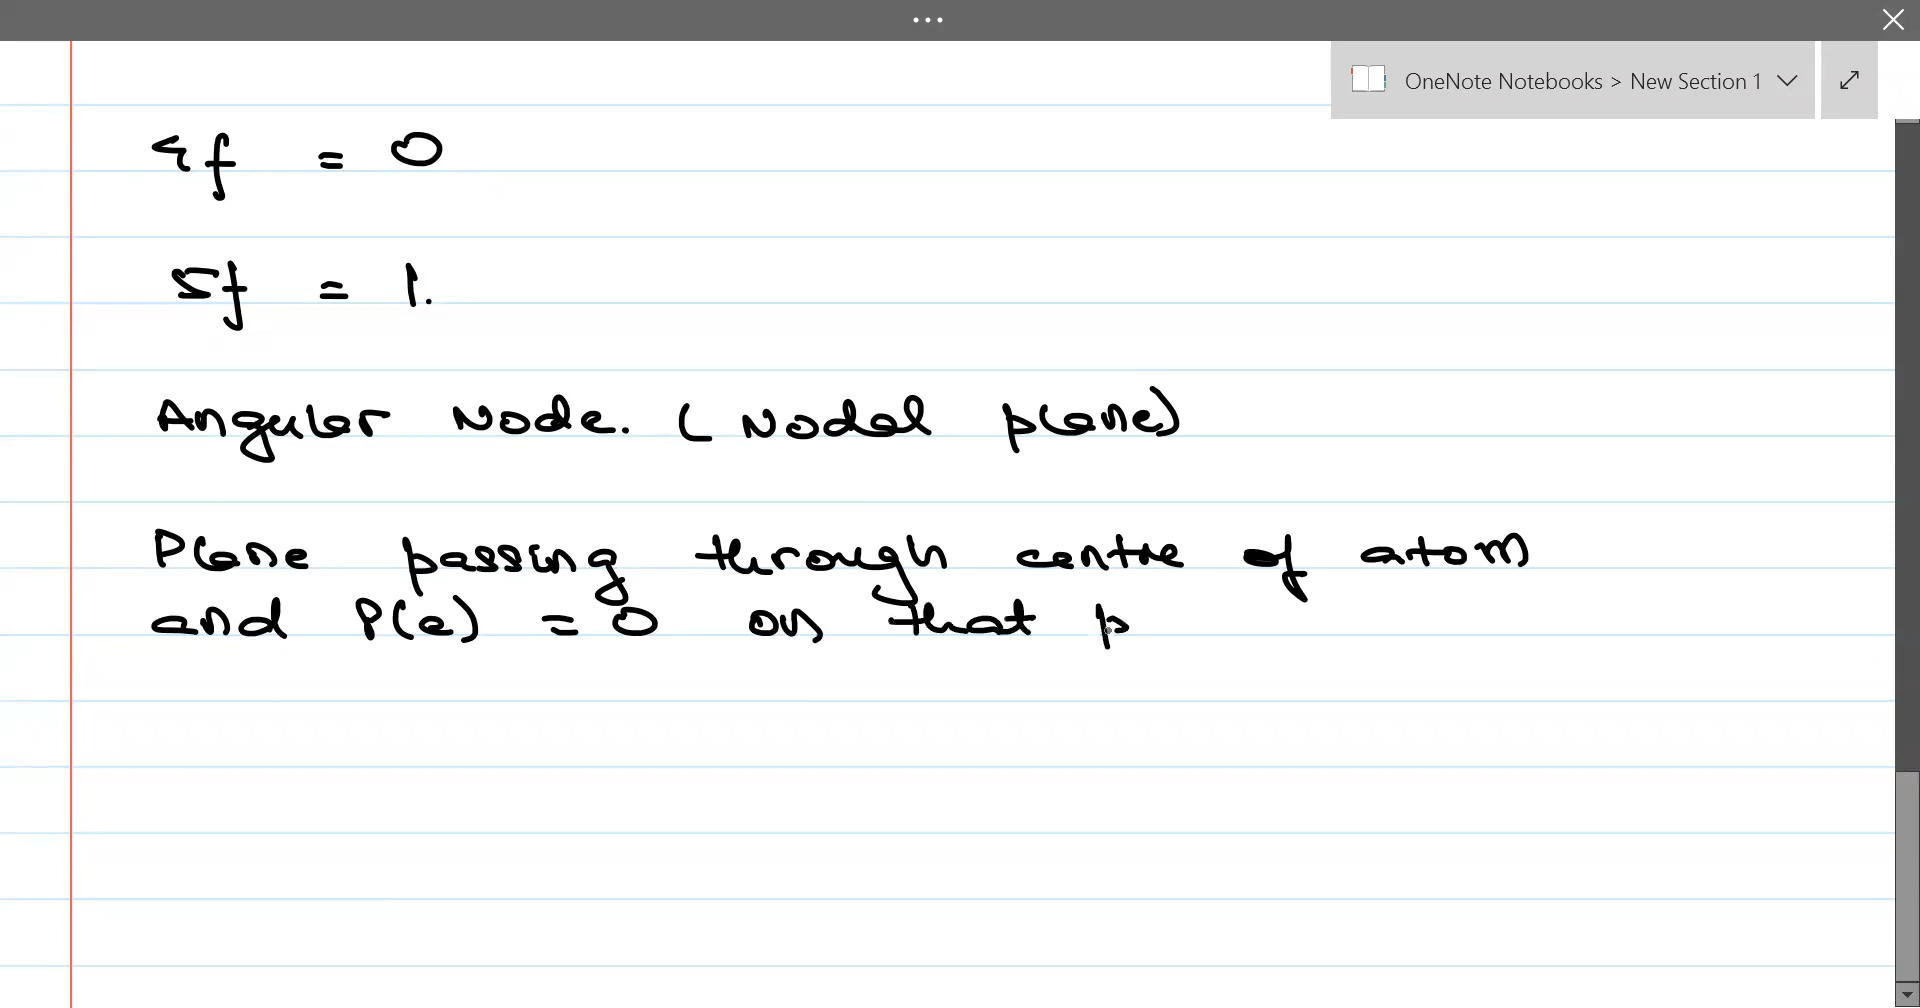 ...
OneNote Notebooks > New Section 1
4f = 0
5f = 1.
Angular Node. (Nodal plane)
Plane passing through centre of atom
and P(e) = 0 on that p